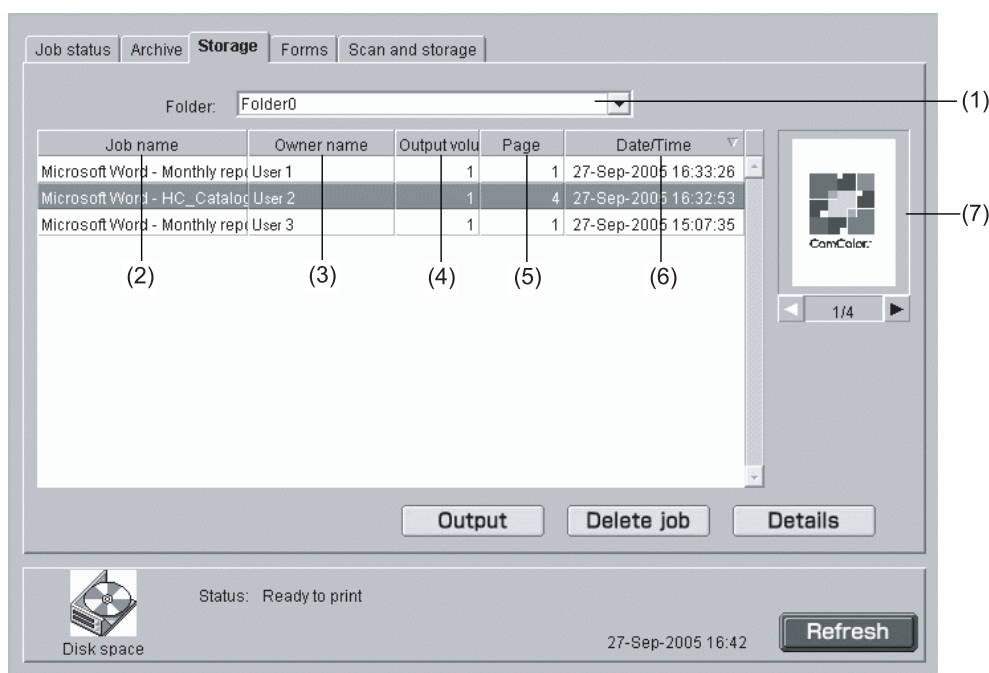 Job status Archive Storage Forms Scan and storage
Folder: Folder0 (1)
Job name Owner name Output volu Page Date/Time
Microsoft Word - Monthly repo User 1 1 1 27-Sep-2005 16:33:26
Microsoft Word - HC_Catalog User 2 1 4 27-Sep-2005 16:32:53
Microsoft Word - Monthly repo User 3 1 1 27-Sep-2005 15:07:35
ComColor (7)
(2) (3) (4) (5) (6)
1/4
Output Delete job Details
Status: Ready to print
Disk space
27-Sep-2005 16:42
Refresh